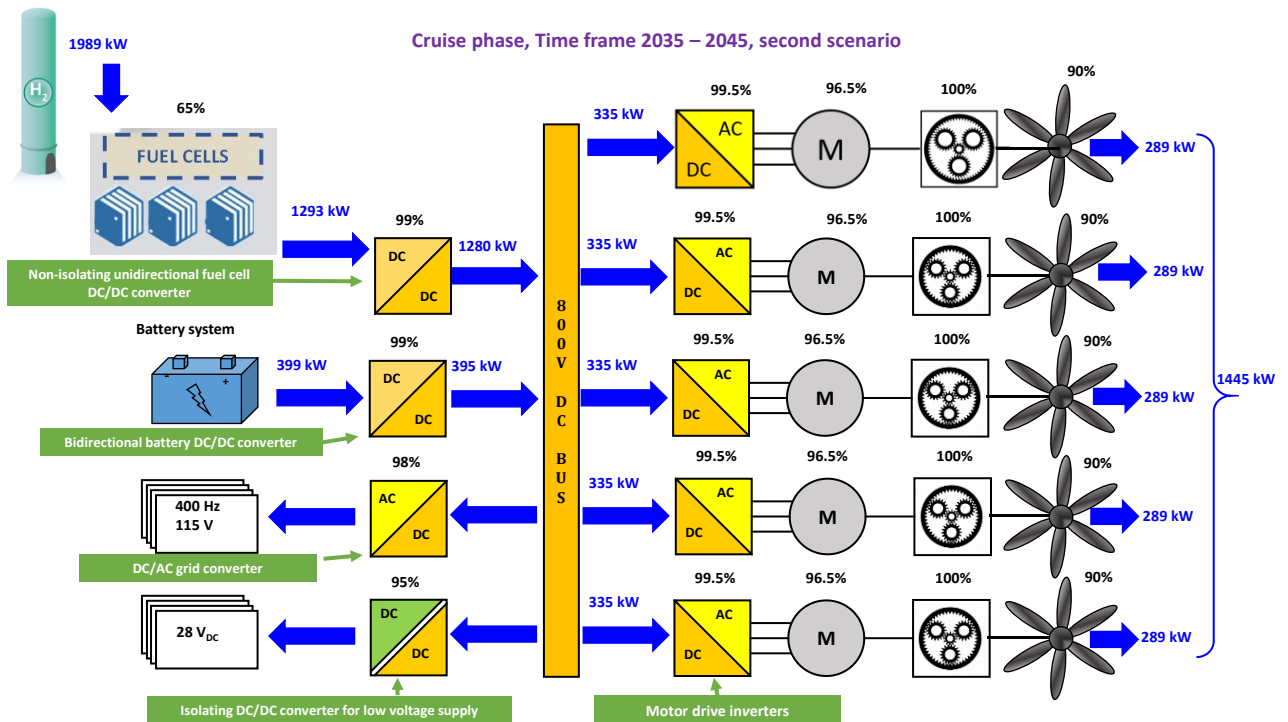 Cruise phase, Time frame 2035 – 2045, second scenario
1989 kW
H2
65%
FUEL CELLS
1293 kW
99%
1280 kW
DC
DC
Non-isolating unidirectional fuel cell
DC/DC converter
Battery system
- +
399 kW
99%
395 kW
DC
DC
Bidirectional battery DC/DC converter
400 Hz
115 V
98%
AC
DC
DC/AC grid converter
28 VDC
95%
DC
DC
Isolating DC/DC converter for low voltage supply
800V DC BUS
335 kW
99.5%
AC
DC
96.5%
M
100%
90%
289 kW
335 kW
99.5%
AC
DC
96.5%
M
100%
90%
289 kW
335 kW
99.5%
AC
DC
96.5%
M
100%
90%
289 kW
335 kW
99.5%
AC
DC
96.5%
M
100%
90%
289 kW
335 kW
99.5%
AC
DC
96.5%
M
100%
90%
289 kW
1445 kW
Motor drive inverters